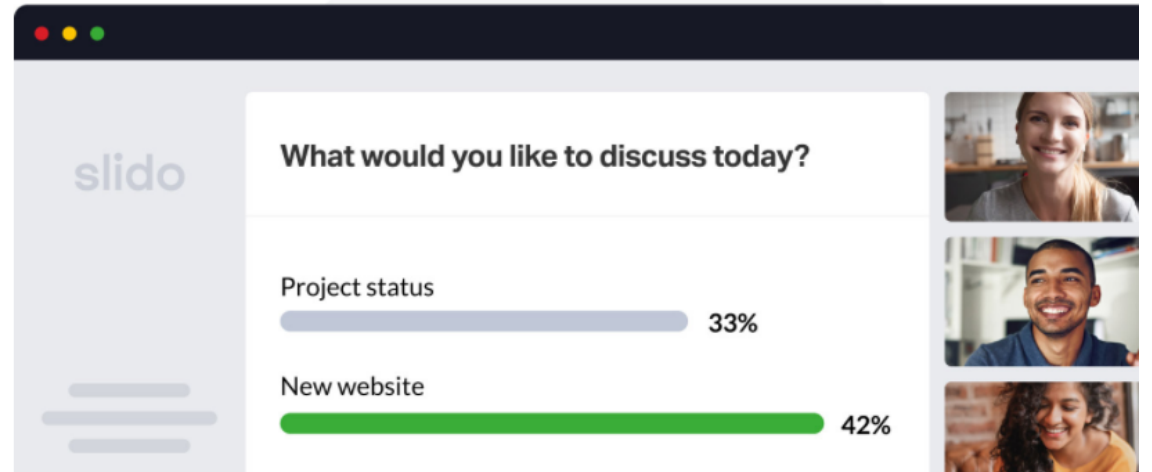 slido
What would you like to discuss today?
Project status
33%
New website
42%